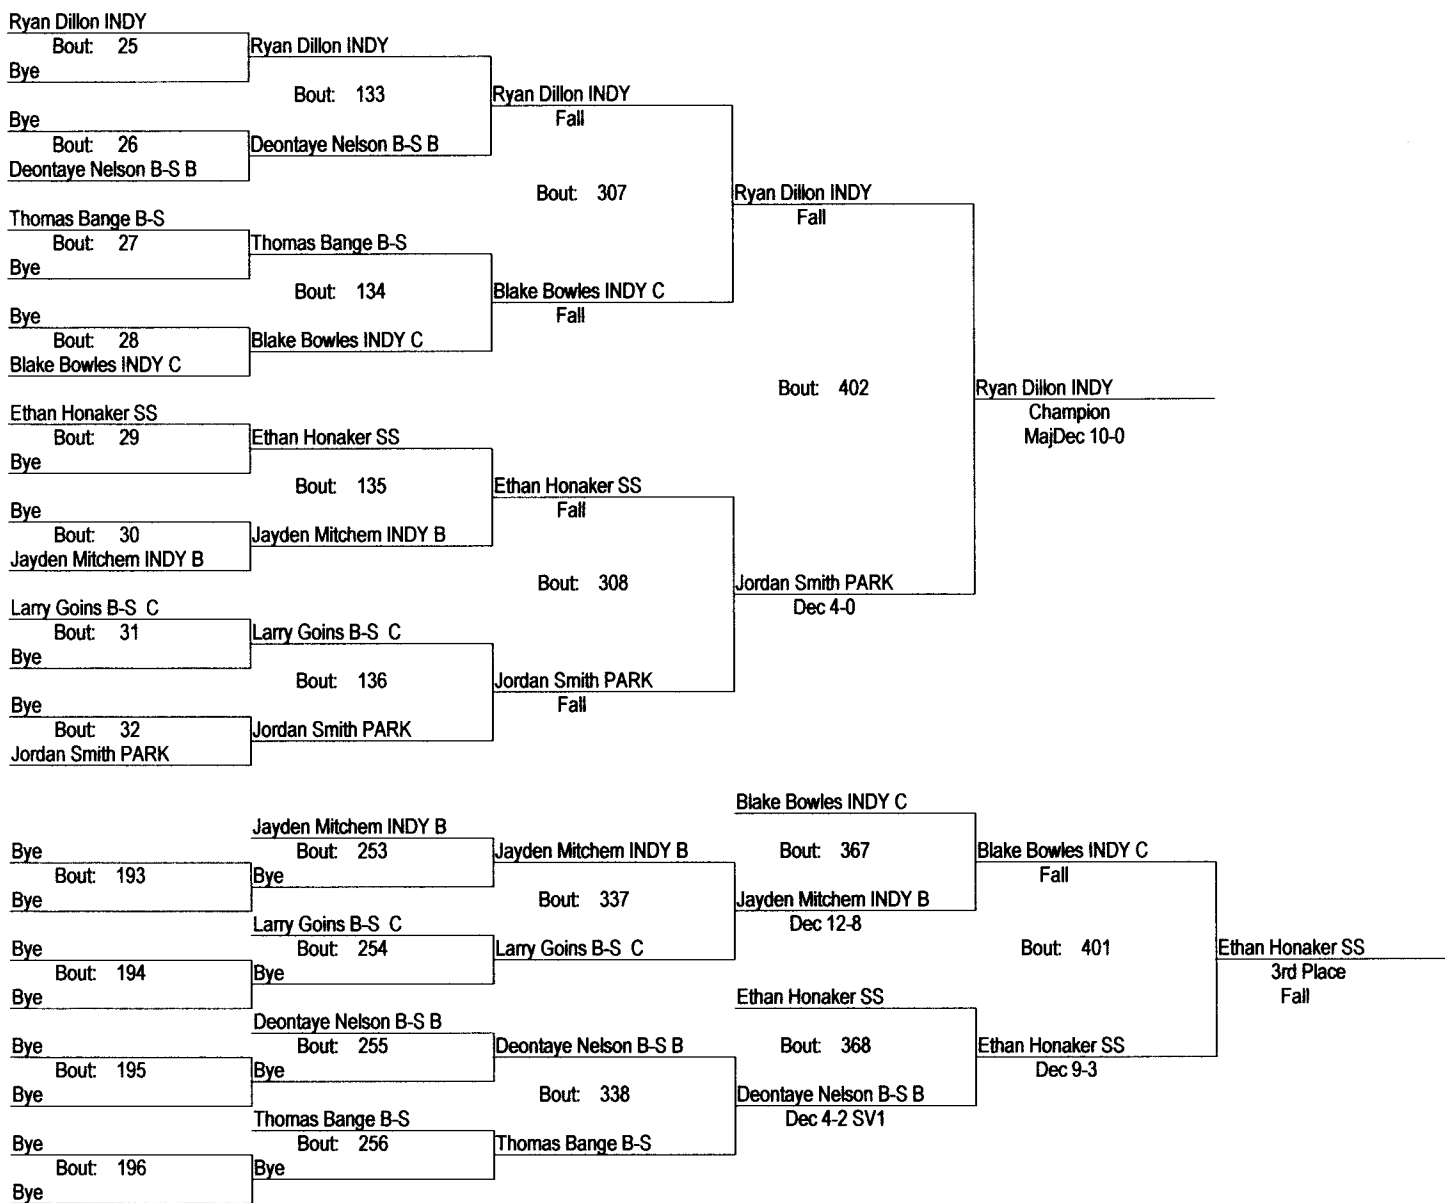 Ryan Dillon INDY
Bout: 25
Bye
Ryan Dillon INDY
Bout: 133
Bye
Bout: 26
Deontaye Nelson B-S B
Deontaye Nelson B-S B
Ryan Dillon INDY
Fall
Bout: 307
Thomas Bange B-S
Bout: 27
Bye
Thomas Bange B-S
Bout: 134
Bye
Bout: 28
Blake Bowles INDY C
Blake Bowles INDY C
Blake Bowles INDY C
Fall
Ryan Dillon INDY
Fall
Bout: 402
Ethan Honaker SS
Bout: 29
Bye
Ethan Honaker SS
Bout: 135
Bye
Bout: 30
Jayden Mitchem INDY B
Jayden Mitchem INDY B
Ethan Honaker SS
Fall
Bout: 308
Larry Goins B-S C
Bout: 31
Bye
Larry Goins B-S C
Bout: 136
Bye
Bout: 32
Jordan Smith PARK
Jordan Smith PARK
Jordan Smith PARK
Fall
Jordan Smith PARK
Dec 4-0
Ryan Dillon INDY
Champion
MajDec 10-0
Bye
Bout: 193
Bye
Jayden Mitchem INDY B
Bout: 253
Bye
Jayden Mitchem INDY B
Bout: 337
Bye
Bout: 194
Bye
Larry Goins B-S C
Bout: 254
Bye
Larry Goins B-S C
Blake Bowles INDY C
Bout: 367
Jayden Mitchem INDY B
Dec 12-8
Blake Bowles INDY C
Fall
Bout: 401
Bye
Bout: 195
Bye
Deontaye Nelson B-S B
Bout: 255
Bye
Deontaye Nelson B-S B
Bout: 338
Bye
Bout: 196
Bye
Thomas Bange B-S
Bout: 256
Bye
Thomas Bange B-S
Ethan Honaker SS
Bout: 368
Deontaye Nelson B-S B
Dec 4-2 SV1
Ethan Honaker SS
Dec 9-3
Ethan Honaker SS
3rd Place
Fall